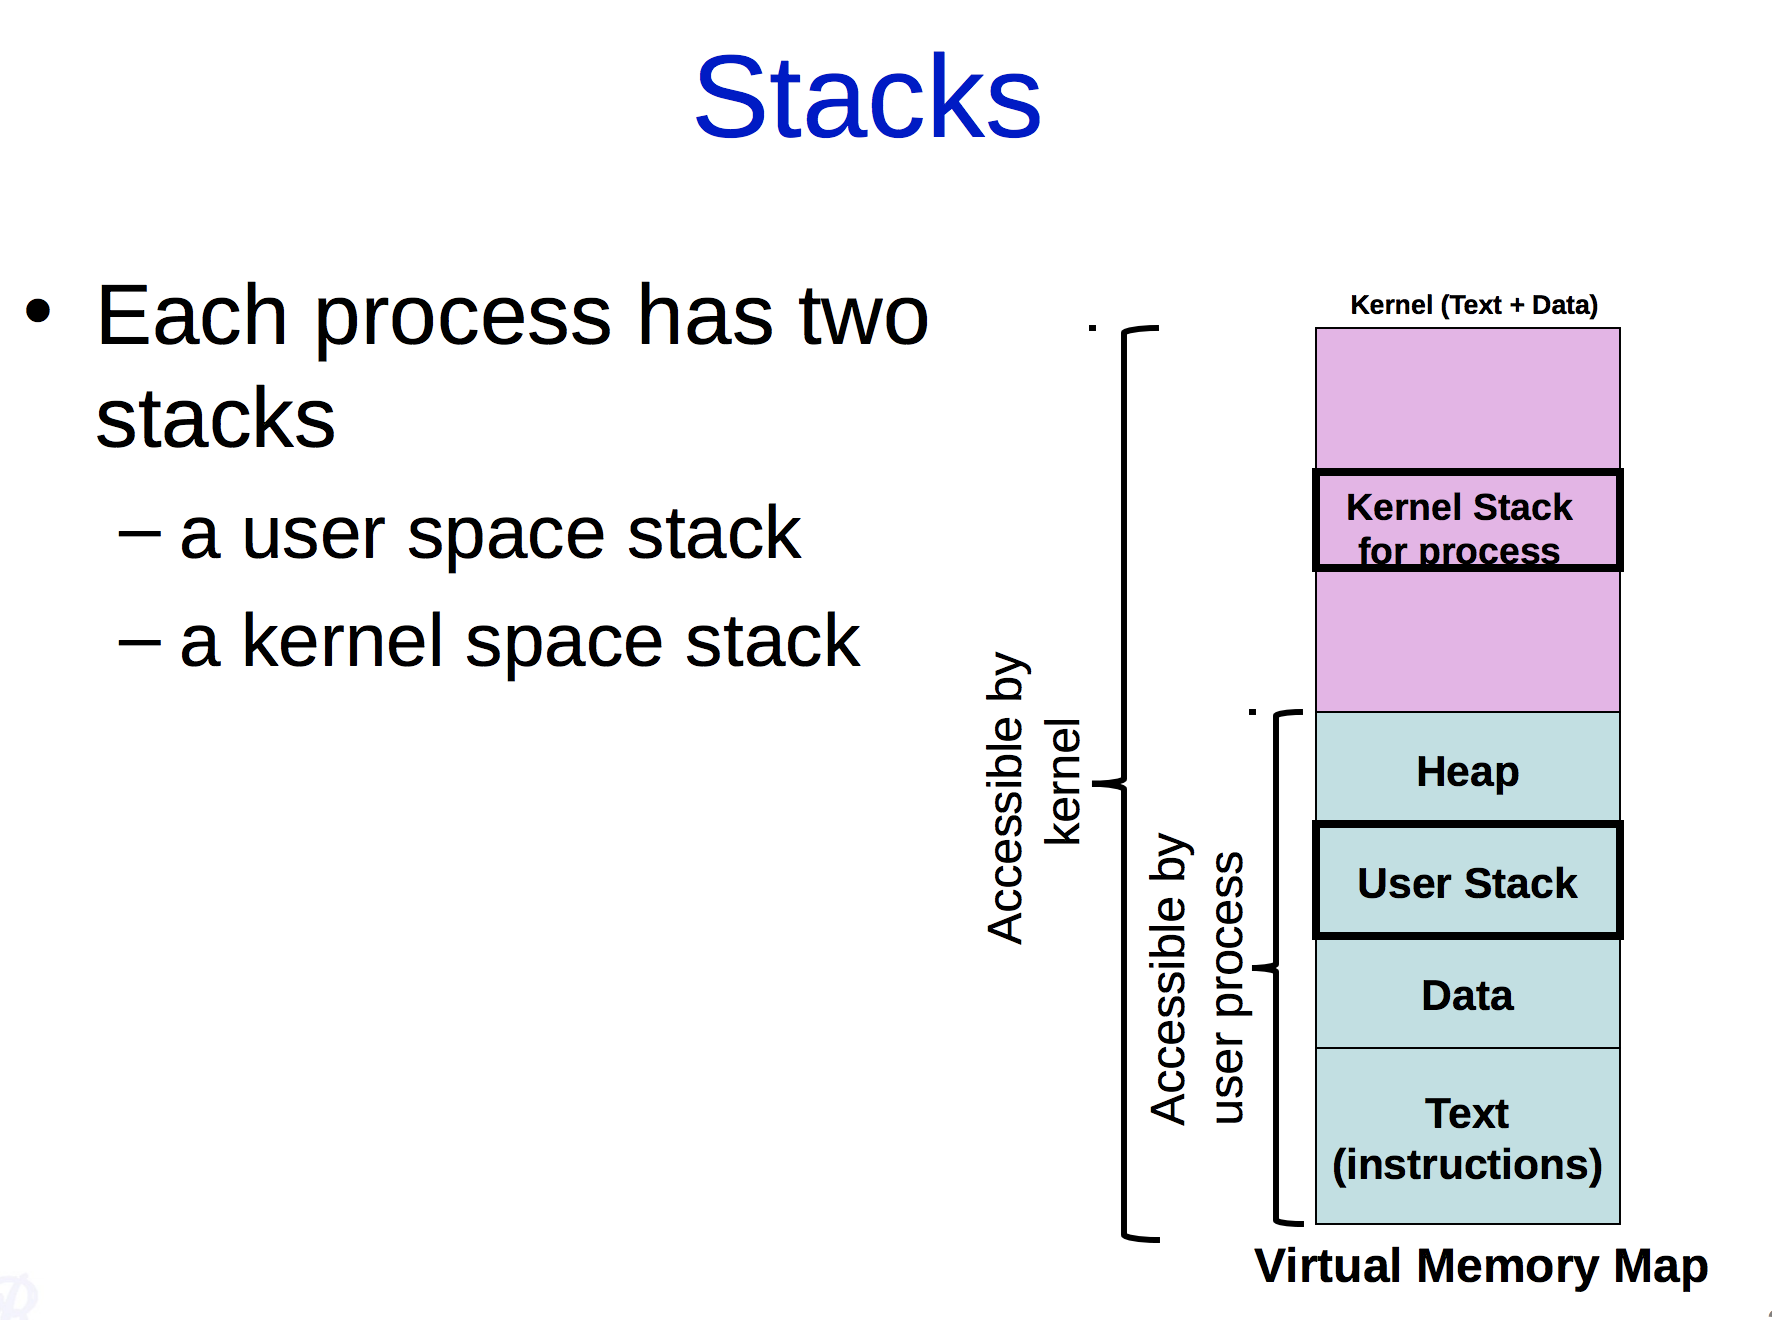 Stacks
• Each process has two
stacks
– a user space stack
– a kernel space stack
Kernel (Text + Data)
Kernel Stack
for process
Accessible by
kernel
Accessible by
user process
Heap
User Stack
Data
Text
(instructions)
Virtual Memory Map